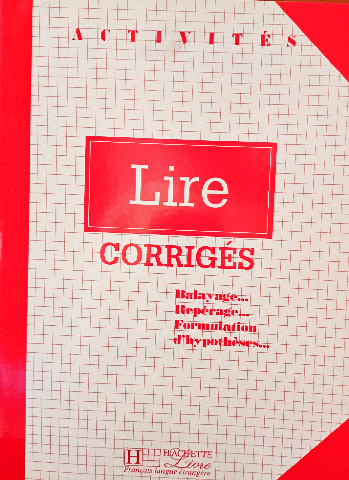 ACTIVITÉS
Lire
CORRIGÉS
Balayage...
Repérage...
Formulation
d'hypothèses...
H HACHETTE
Livre
Français langue étrangère